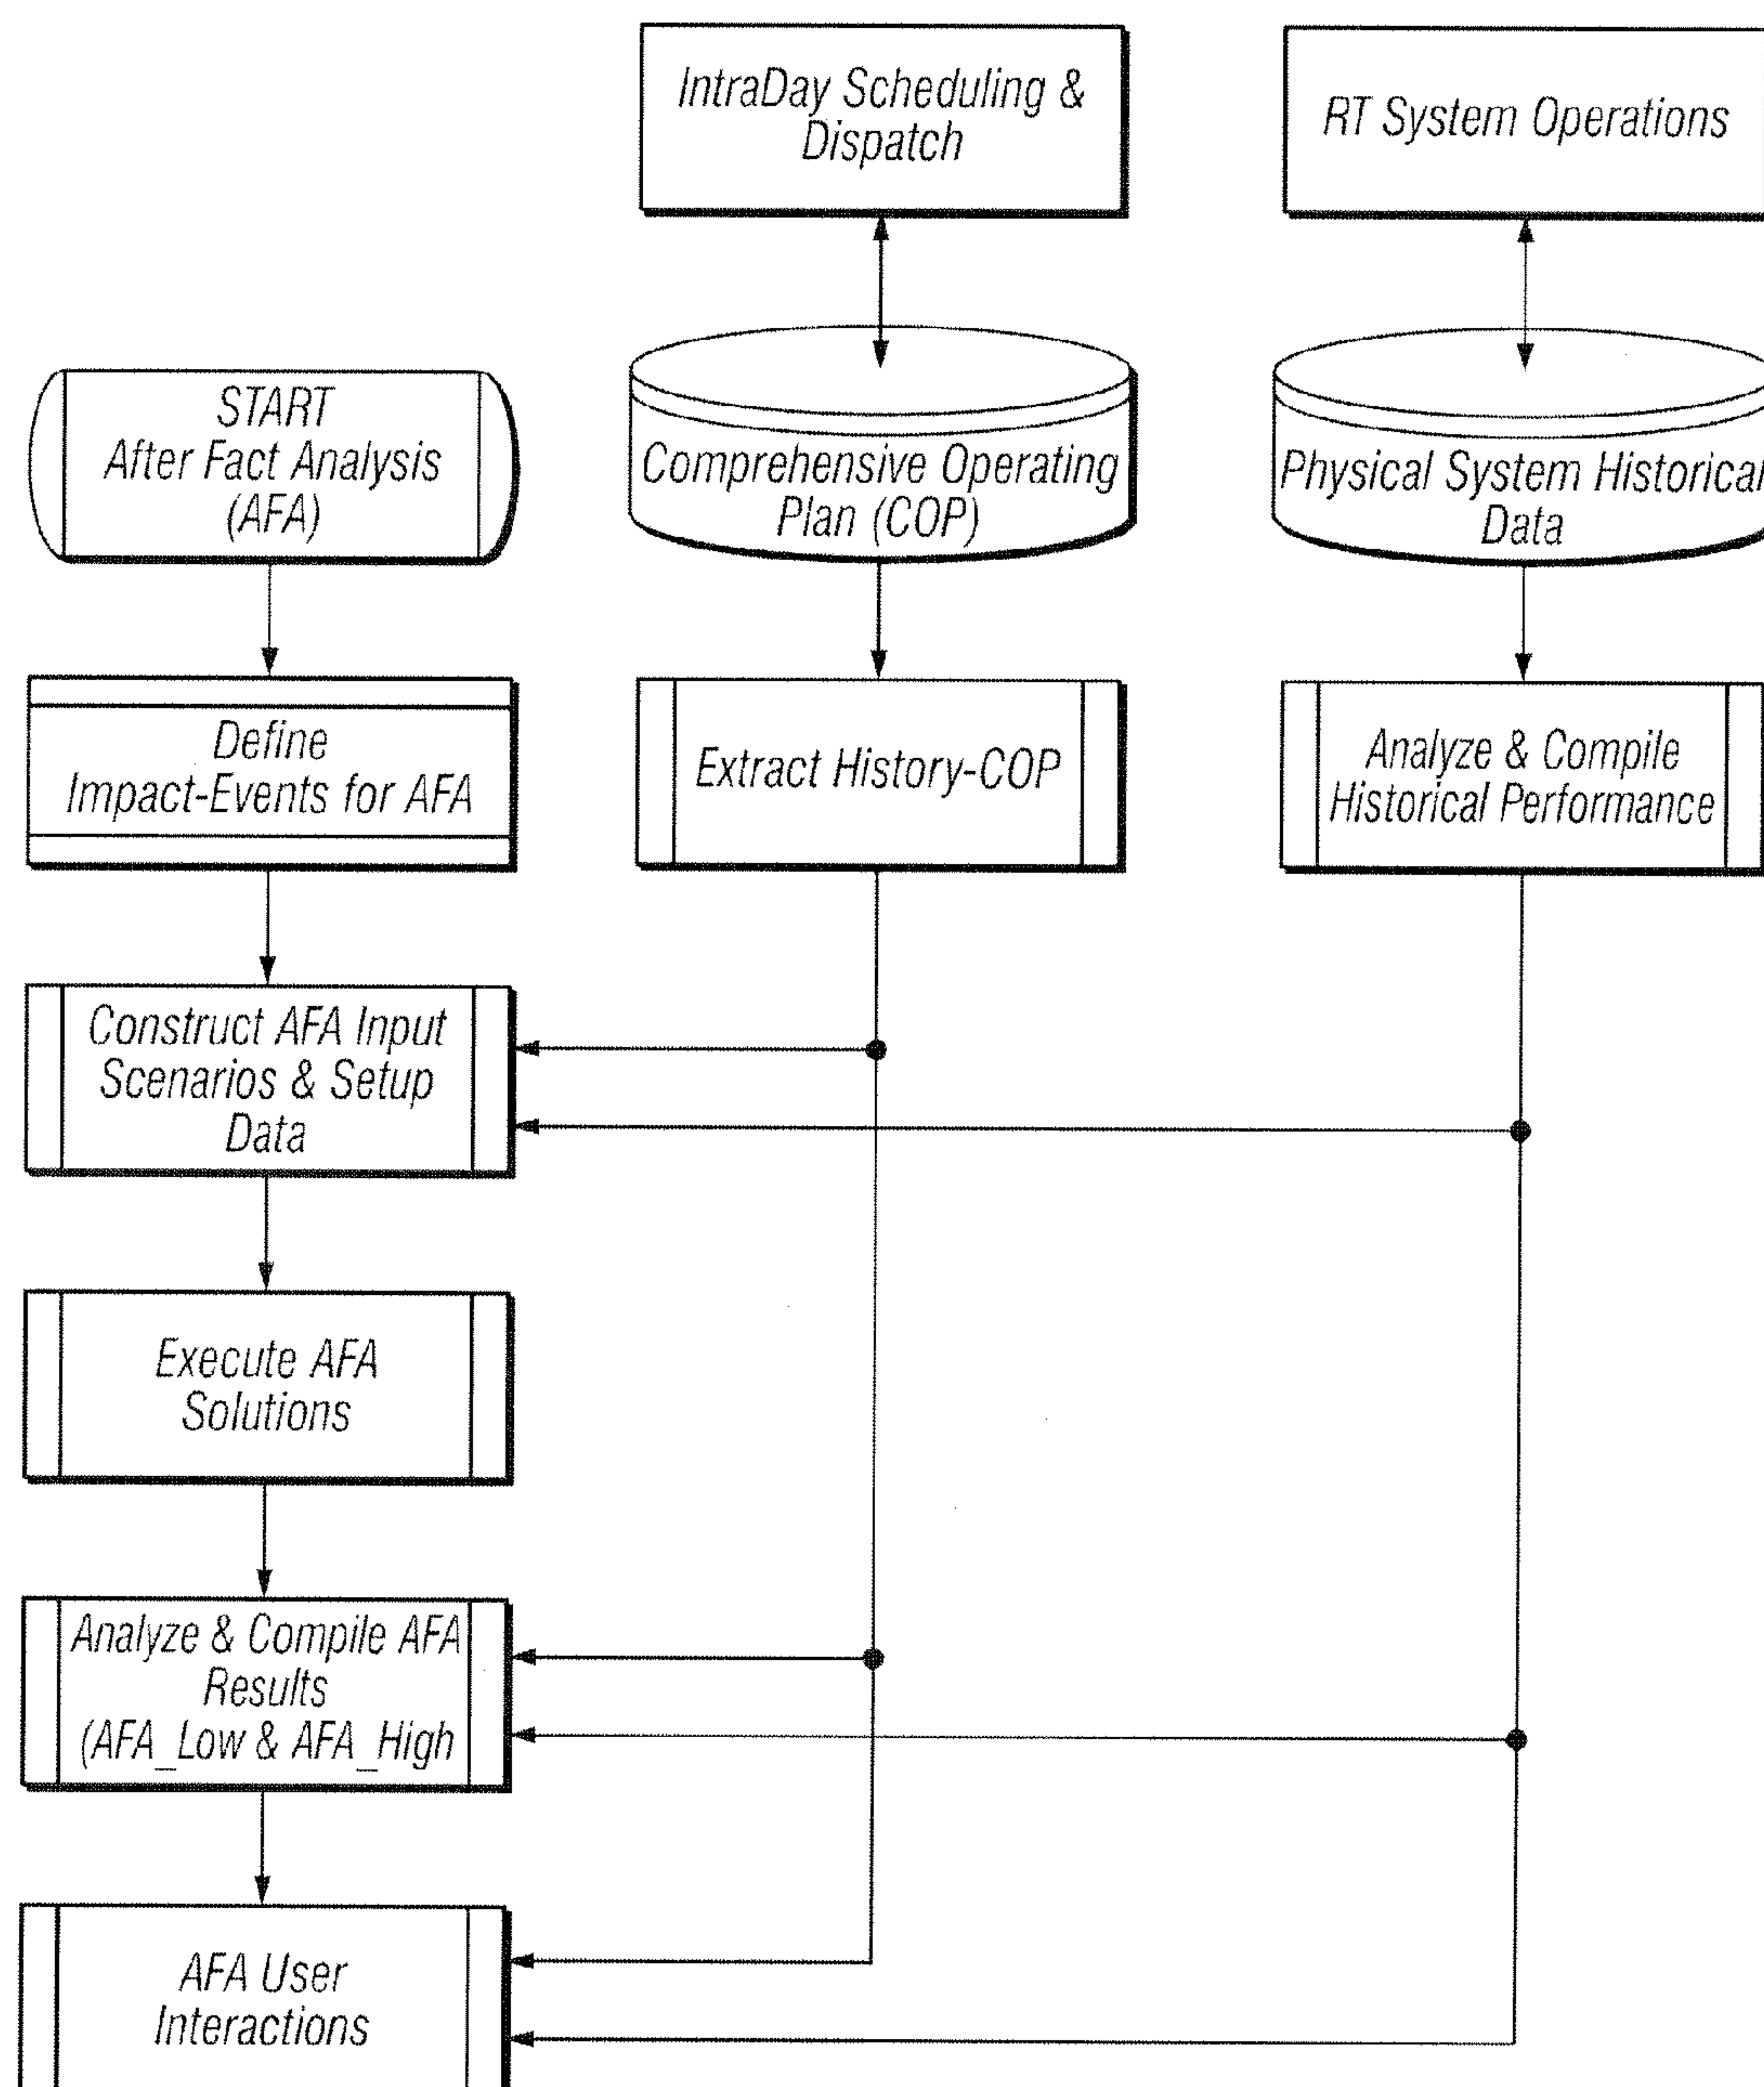 IntraDay Scheduling &
Dispatch
RT System Operations
START
After Fact Analysis
(AFA)
Comprehensive Operating
Plan (COP)
Physical System Historical
Data
Define
Impact-Events for AFA
Extract History-COP
Analyze & Compile
Historical Performance
Construct AFA Input
Scenarios & Setup
Data
Execute AFA
Solutions
Analyze & Compile AFA
Results
(AFA_Low & AFA_High
AFA User
Interactions